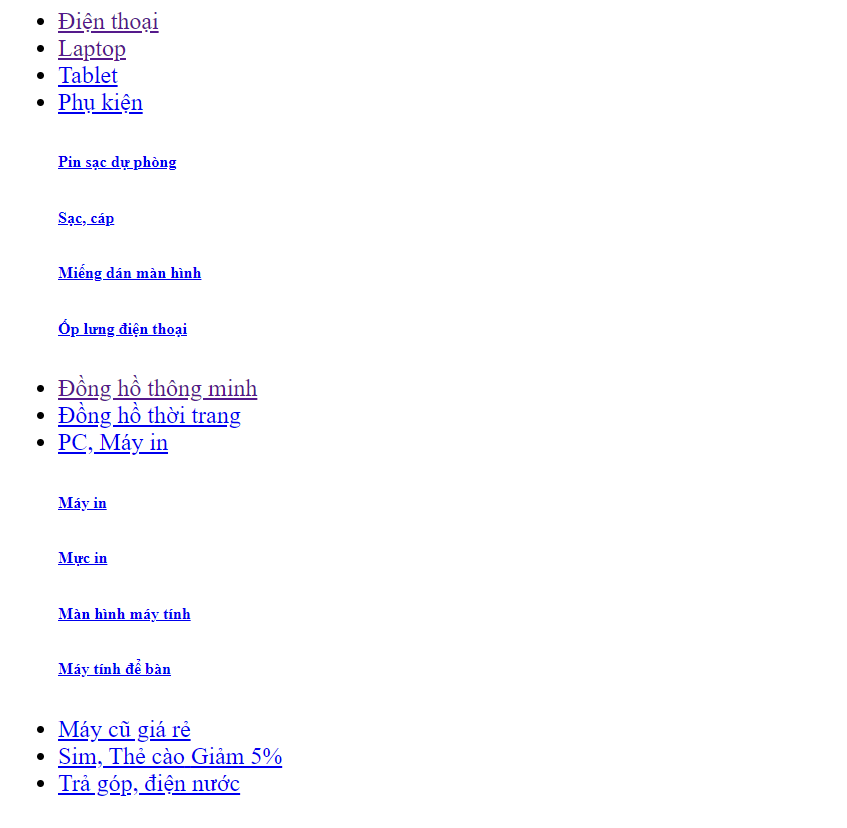 Điện thoại
Laptop
Tablet
Phụ kiện
Pin sạc dự phòng
Sạc, cáp
Miếng dán màn hình
Ốp lưng điện thoại
Đồng hồ thông minh
Đồng hồ thời trang
PC, Máy in
Máy in
Mực in
Màn hình máy tính
Máy tính để bàn
Máy cũ giá rẻ
Sim, Thẻ cào Giảm 5%
Trả góp, điện nước